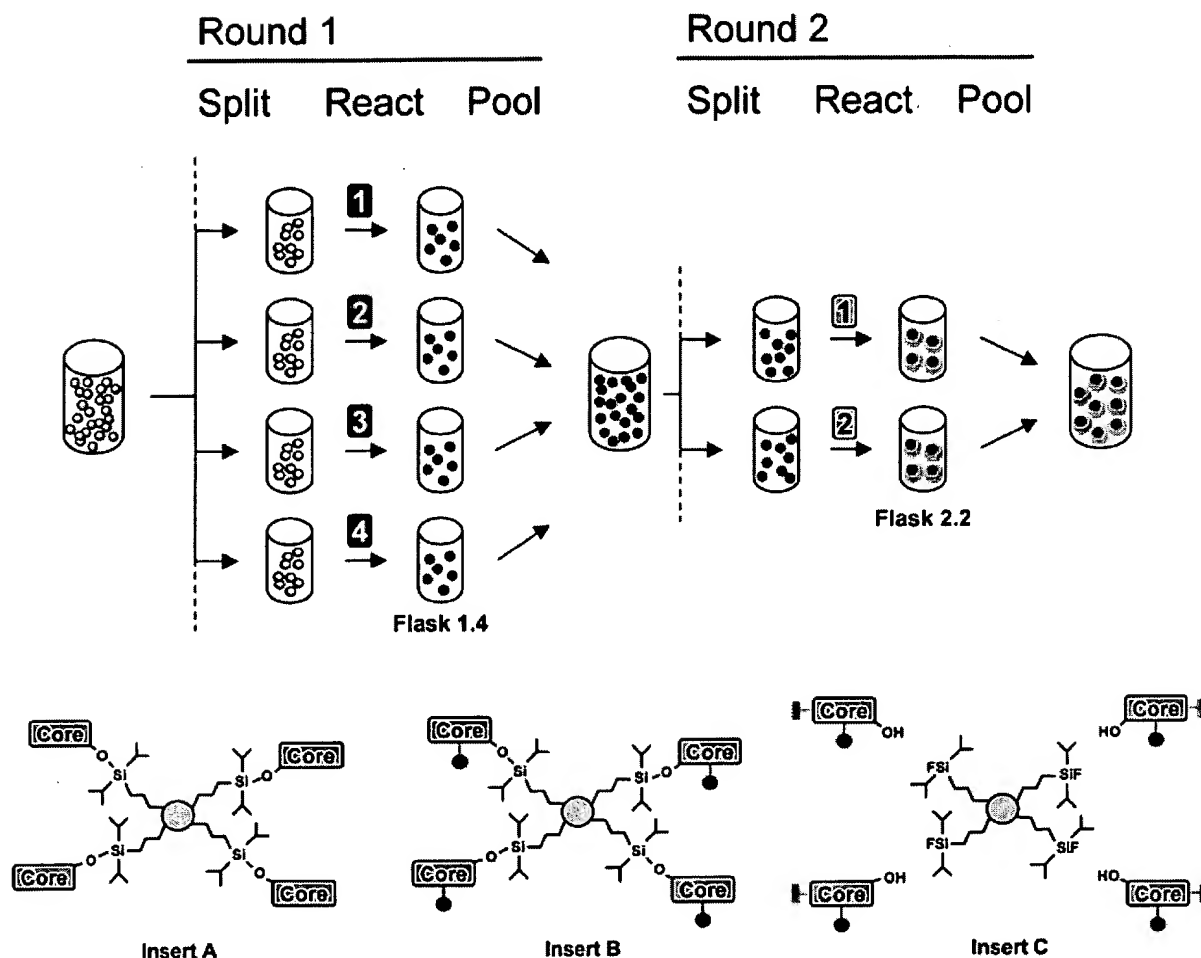 Round 1 Round 2
Split React Pool Split React Pool
1
2 1
3 2
Flask 2.2
4
Flask 1.4
Core Core Core Core Core Core
O Si Si O O Si Si O OH HO
FSi SiF
Core Core Core Core FSi SiF
O Si Si O O Si Si O Core OH HO Core
Insert A Insert B Insert C